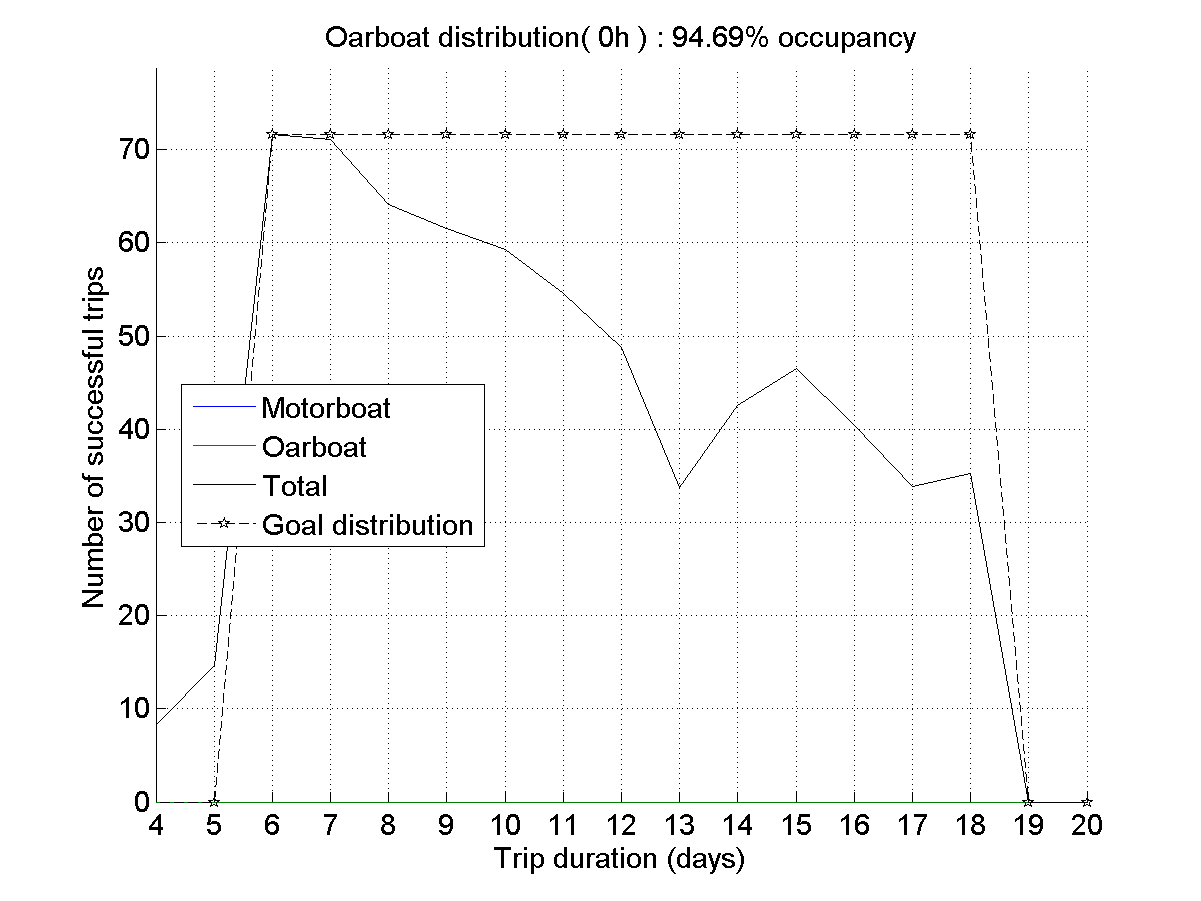 Oarboat distribution( 0h ) : 94.69% occupancy
Number of successful trips
70
60
50
40
30
20
10
0
Motorboat
Oarboat
Total
Goal distribution
4 5 6 7 8 9 10 11 12 13 14 15 16 17 18 19 20
Trip duration (days)